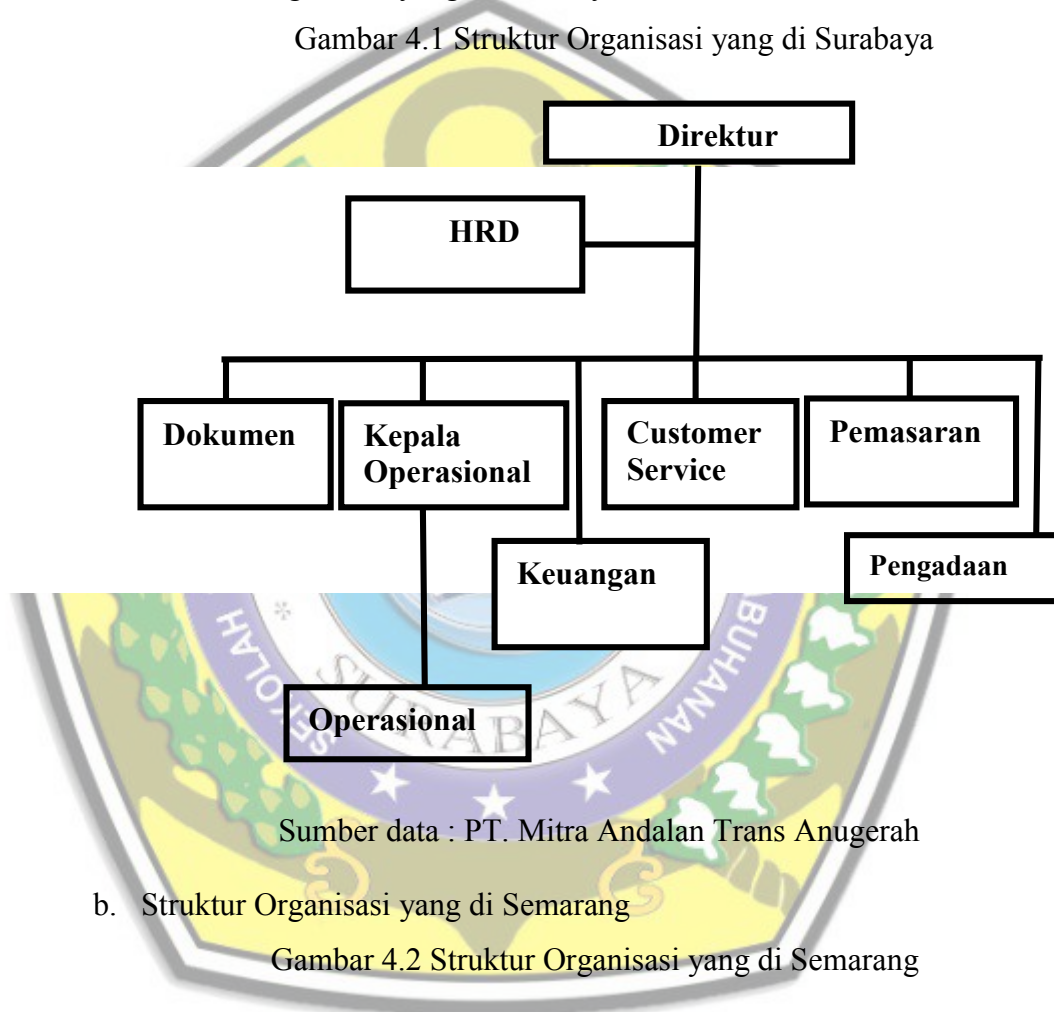 Gambar 4.1 Struktur Organisasi yang di Surabaya
Direktur
HRD
Dokumen
Kepala
Operasional
Customer
Service
Pemasaran
Keuangan
Pengadaan
Operasional
SEKOLAH
SURABAYA
ABUHANAN
Sumber data : PT. Mitra Andalan Trans Anugerah
b. Struktur Organisasi yang di Semarang
Gambar 4.2 Struktur Organisasi yang di Semarang